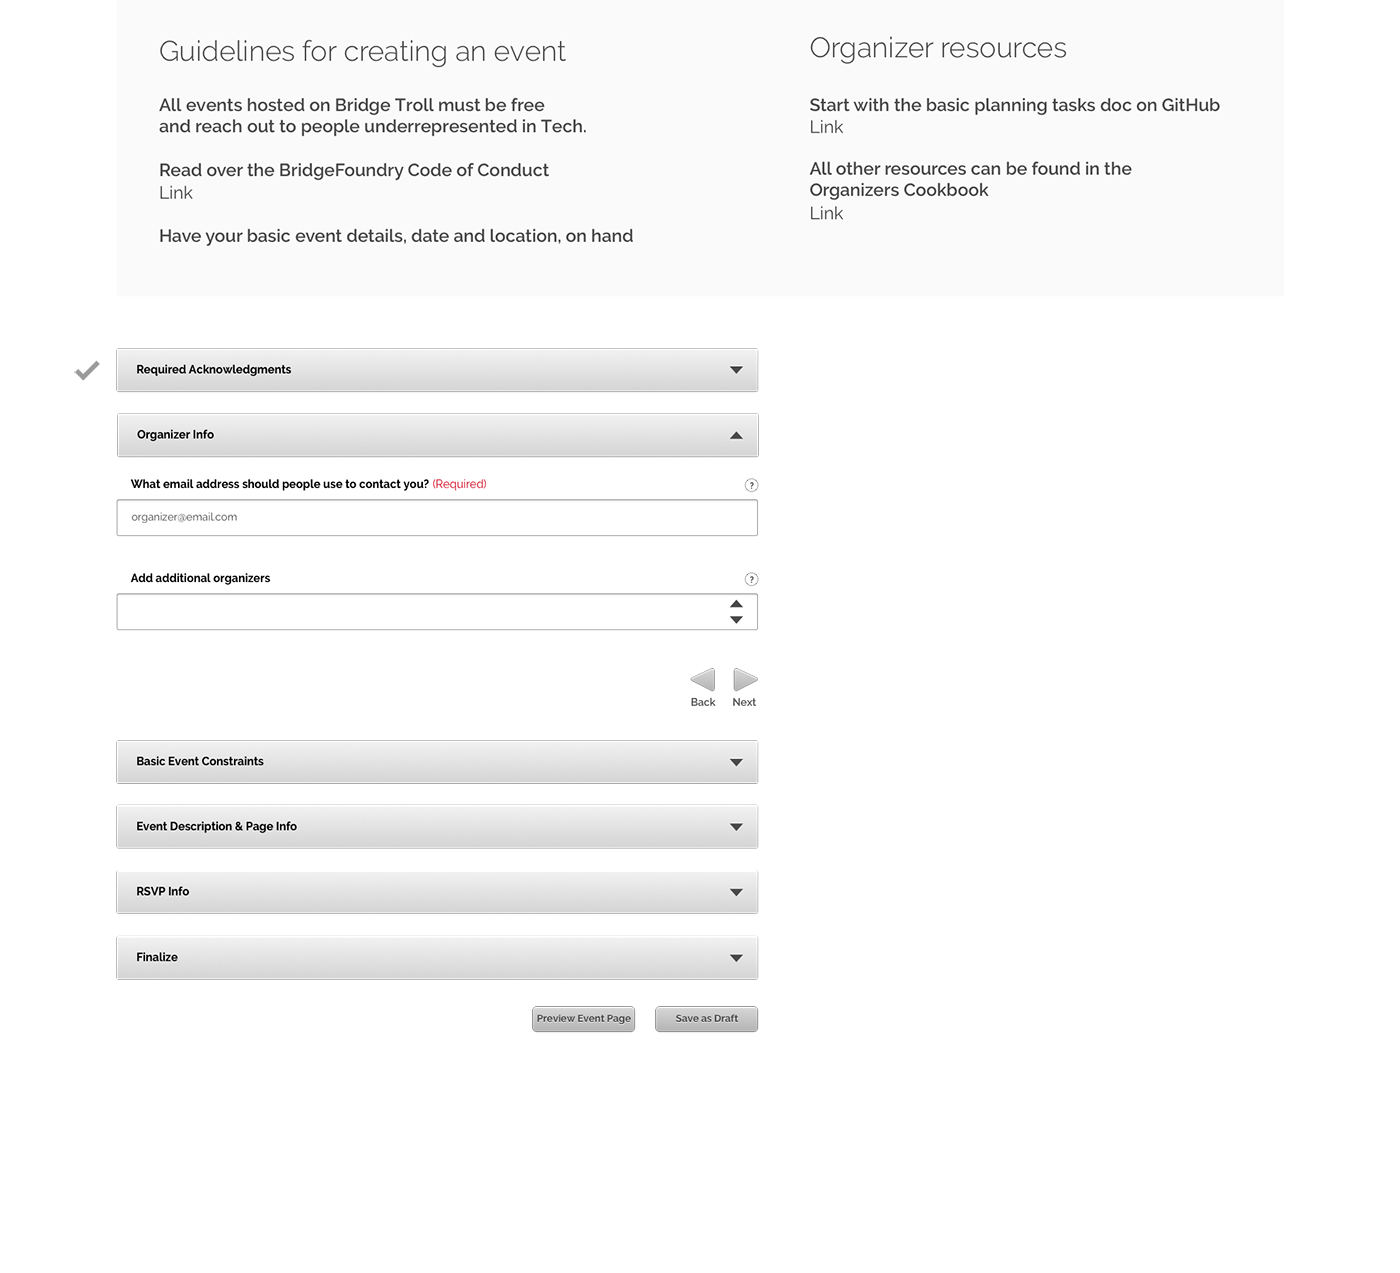 Guidelines for creating an event
All events hosted on Bridge Troll must be free
and reach out to people underrepresented in Tech.
Read over the BridgeFoundry Code of Conduct
Link
Have your basic event details, date and location, on hand
Organizer resources
Start with the basic planning tasks doc on GitHub
Link
All other resources can be found in the
Organizers Cookbook
Link
Required Acknowledgments
Organizer Info
What email address should people use to contact you? (Required)
?
organizer@email.com
Add additional organizers
?
Back
Next
Basic Event Constraints
Event Description & Page Info
RSVP Info
Finalize
Preview Event Page
Save as Draft